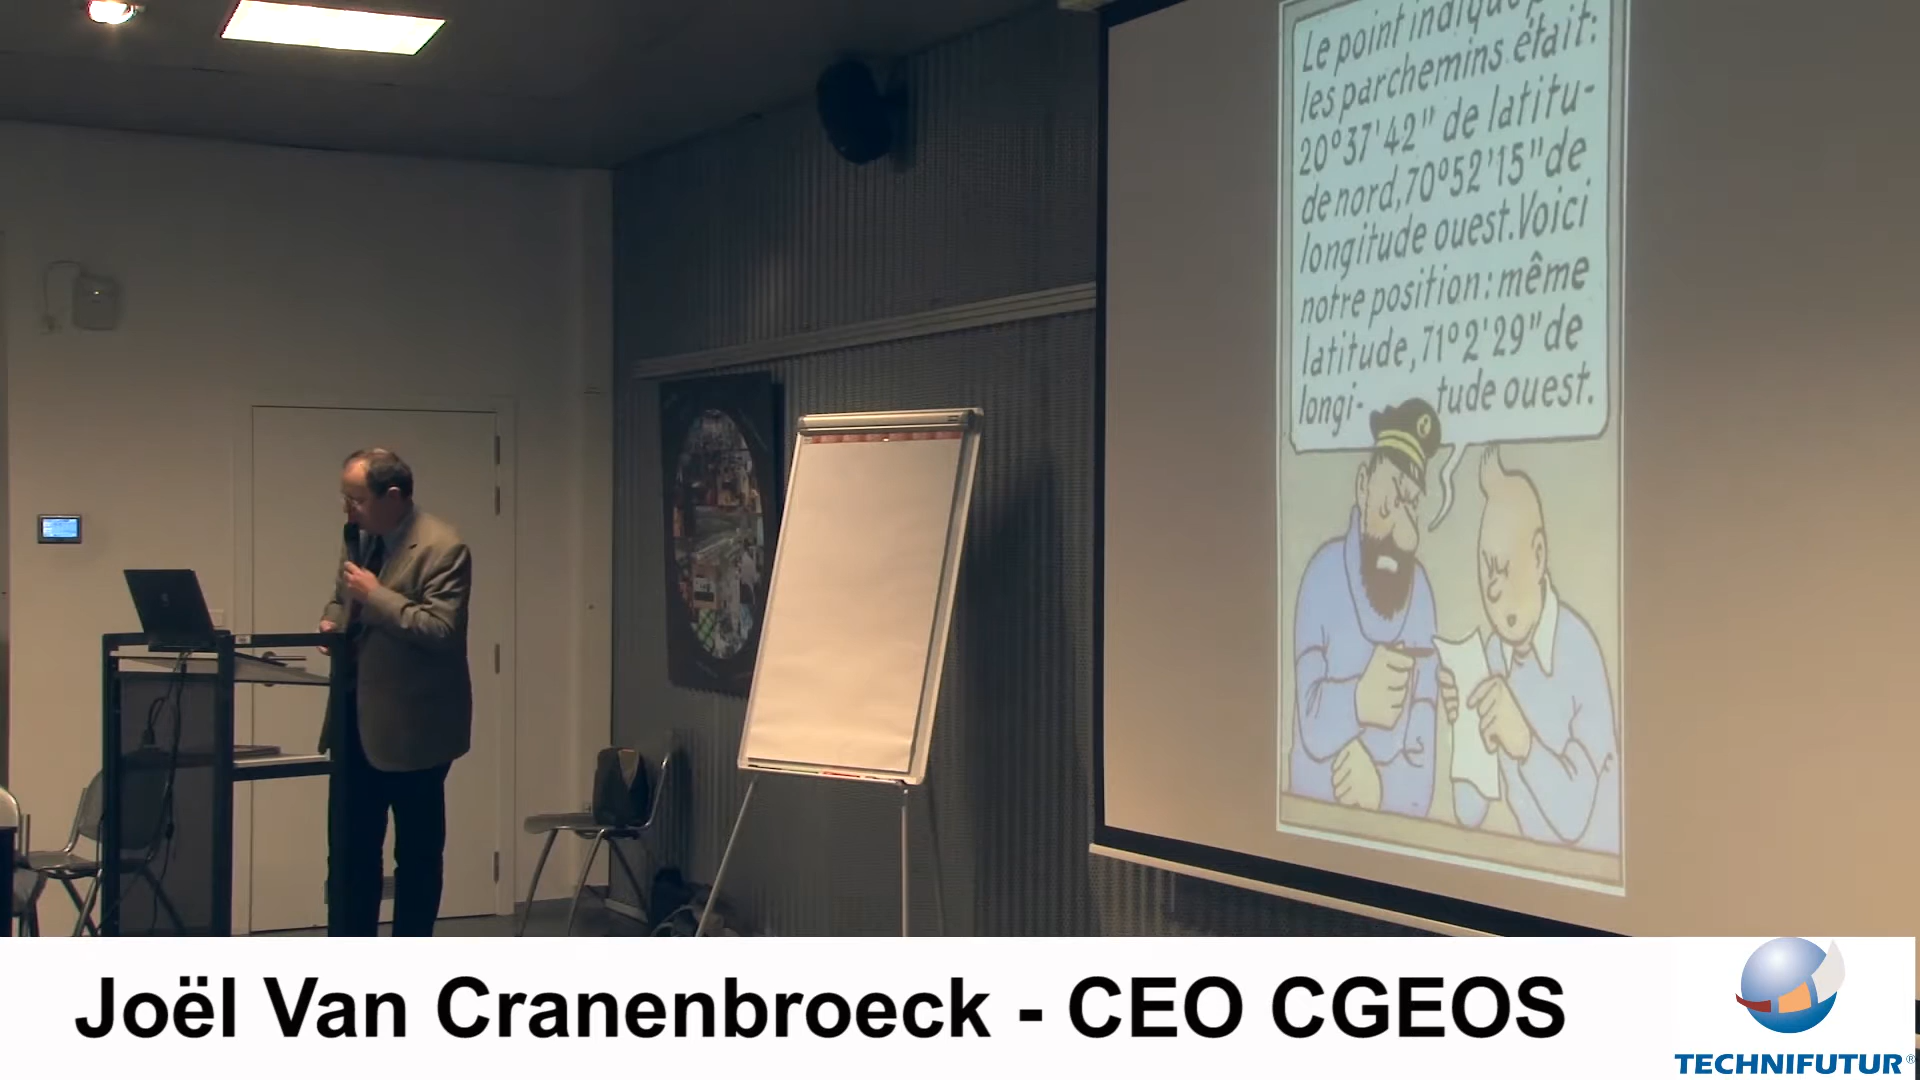 Le point indiqué p
les parchemins était:
20°37'42" de latitu-
de nord, 70°52'15" de
longitude ouest. Voici
notre position: même
latitude, 71°2'29" de
longi- tude ouest.
Joël Van Cranenbroeck - CEO CGEOS
TECHNIFUTUR®